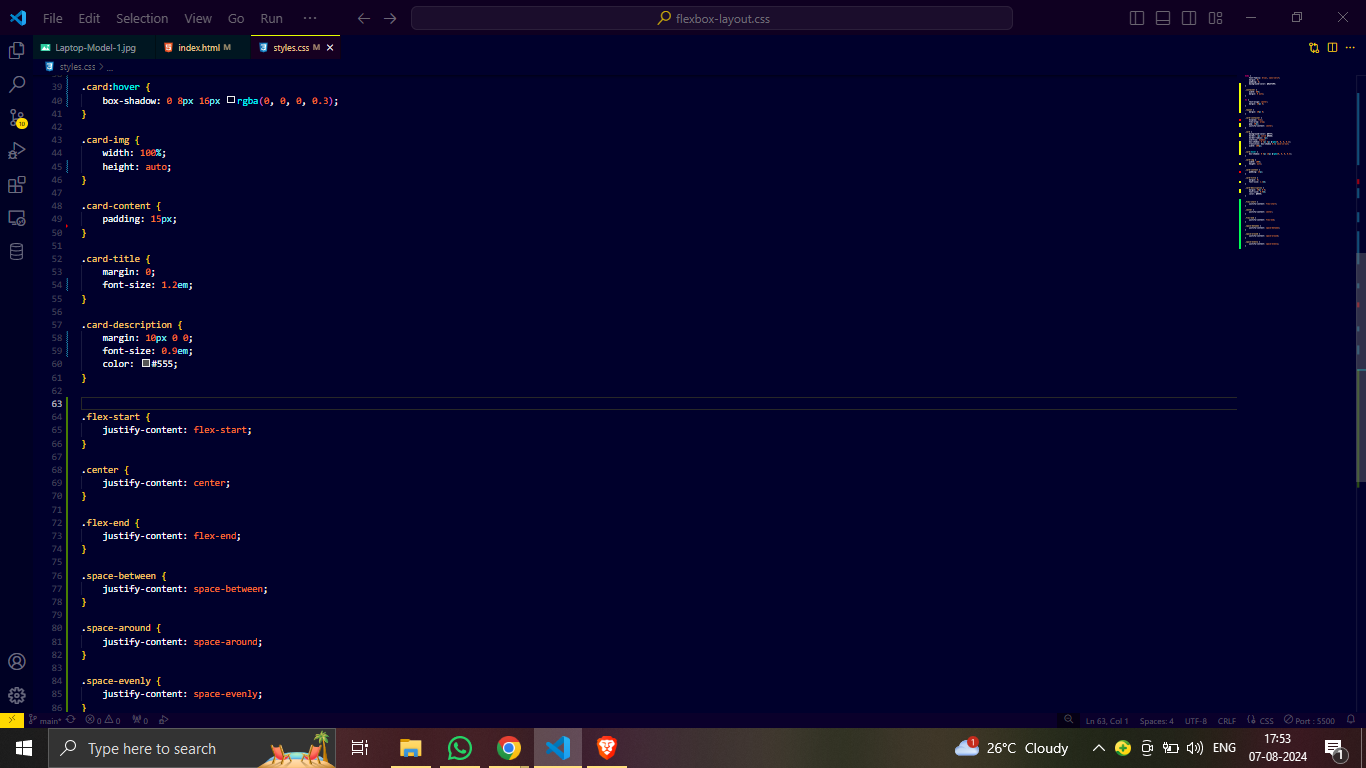 File Edit Selection View Go Run ···
flexbox-layout.css
Laptop-Model-1.jpg index.html M styles.css M
styles.css > ...
39 .card:hover {
40 box-shadow: 0 8px 16px rgba(0, 0, 0, 0.3);
41 }
42
43 .card-img {
44 width: 100%;
45 height: auto;
46 }
47
48 .card-content {
49 padding: 15px;
50 }
51
52 .card-title {
53 margin: 0;
54 font-size: 1.2em;
55 }
56
57 .card-description {
58 margin: 10px 0 0;
59 font-size: 0.9em;
60 color: #555;
61 }
62
63
64 .flex-start {
65 justify-content: flex-start;
66 }
67
68 .center {
69 justify-content: center;
70 }
71
72 .flex-end {
73 justify-content: flex-end;
74 }
75
76 .space-between {
77 justify-content: space-between;
78 }
79
80 .space-around {
81 justify-content: space-around;
82 }
83
84 .space-evenly {
85 justify-content: space-evenly;
86 }
10
main* 0 0 0 Ln 63, Col 1 Spaces: 4 UTF-8 CRLF CSS Port : 5500
Type here to search
1 26°C Cloudy ENG 17:53
07-08-2024 1